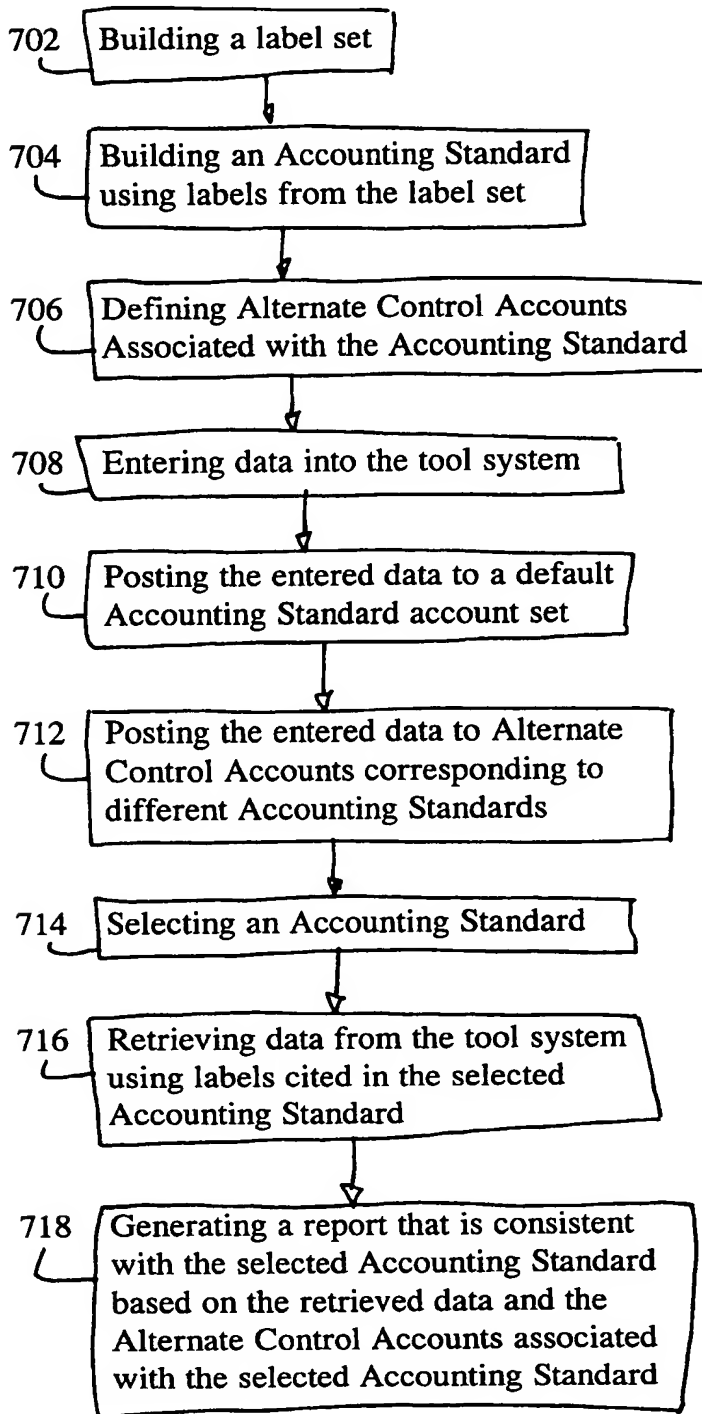 702 Building a label set
704 Building an Accounting Standard
using labels from the label set
706 Defining Alternate Control Accounts
Associated with the Accounting Standard
708 Entering data into the tool system
710 Posting the entered data to a default
Accounting Standard account set
712 Posting the entered data to Alternate
Control Accounts corresponding to
different Accounting Standards
714 Selecting an Accounting Standard
716 Retrieving data from the tool system
using labels cited in the selected
Accounting Standard
718 Generating a report that is consistent
with the selected Accounting Standard
based on the retrieved data and the
Alternate Control Accounts associated
with the selected Accounting Standard